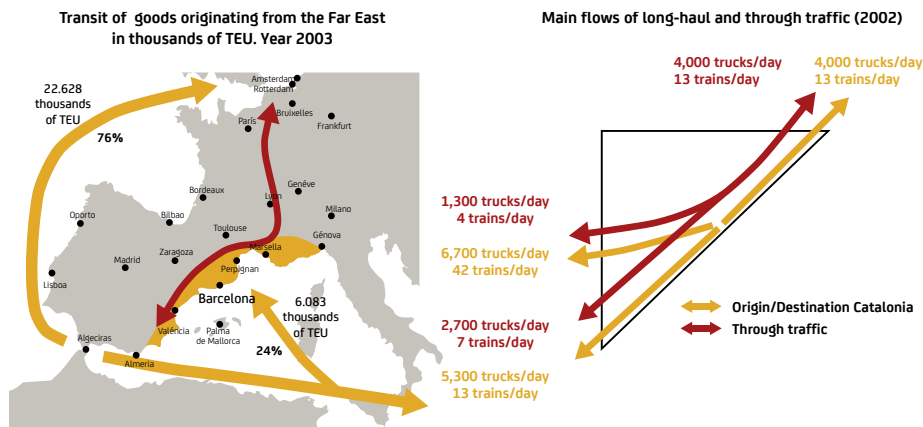 Transit of goods originating from the Far East
in thousands of TEU. Year 2003
22.628
thousands
of TEU
76%
Amsterdam
Rotterdam
Bruixelles
París
Frankfurt
Bordeaux
Lyon
Genéve
Milano
Oporto
Bilbao
Toulouse
Marsella
Génova
Zaragoza
Perpignan
Madrid
Lisboa
Barcelona
6.083
thousands
of TEU
24%
València
Palma
de Mallorca
Algeciras
Almeria
Main flows of long-haul and through traffic (2002)
4,000 trucks/day
13 trains/day
4,000 trucks/day
13 trains/day
1,300 trucks/day
4 trains/day
6,700 trucks/day
42 trains/day
2,700 trucks/day
7 trains/day
5,300 trucks/day
13 trains/day
Origin/Destination Catalonia
Through traffic